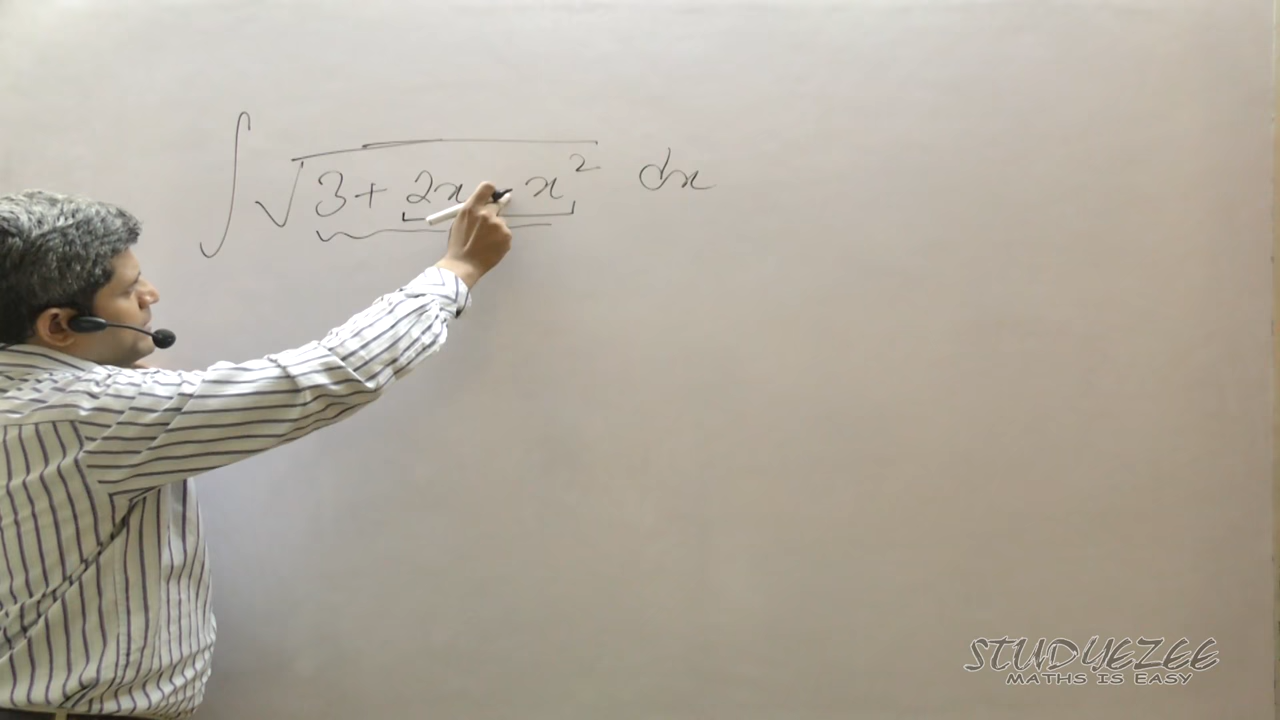 ∫ √3 + 2x - x² dx
STUDYEZEE
MATHS IS EASY